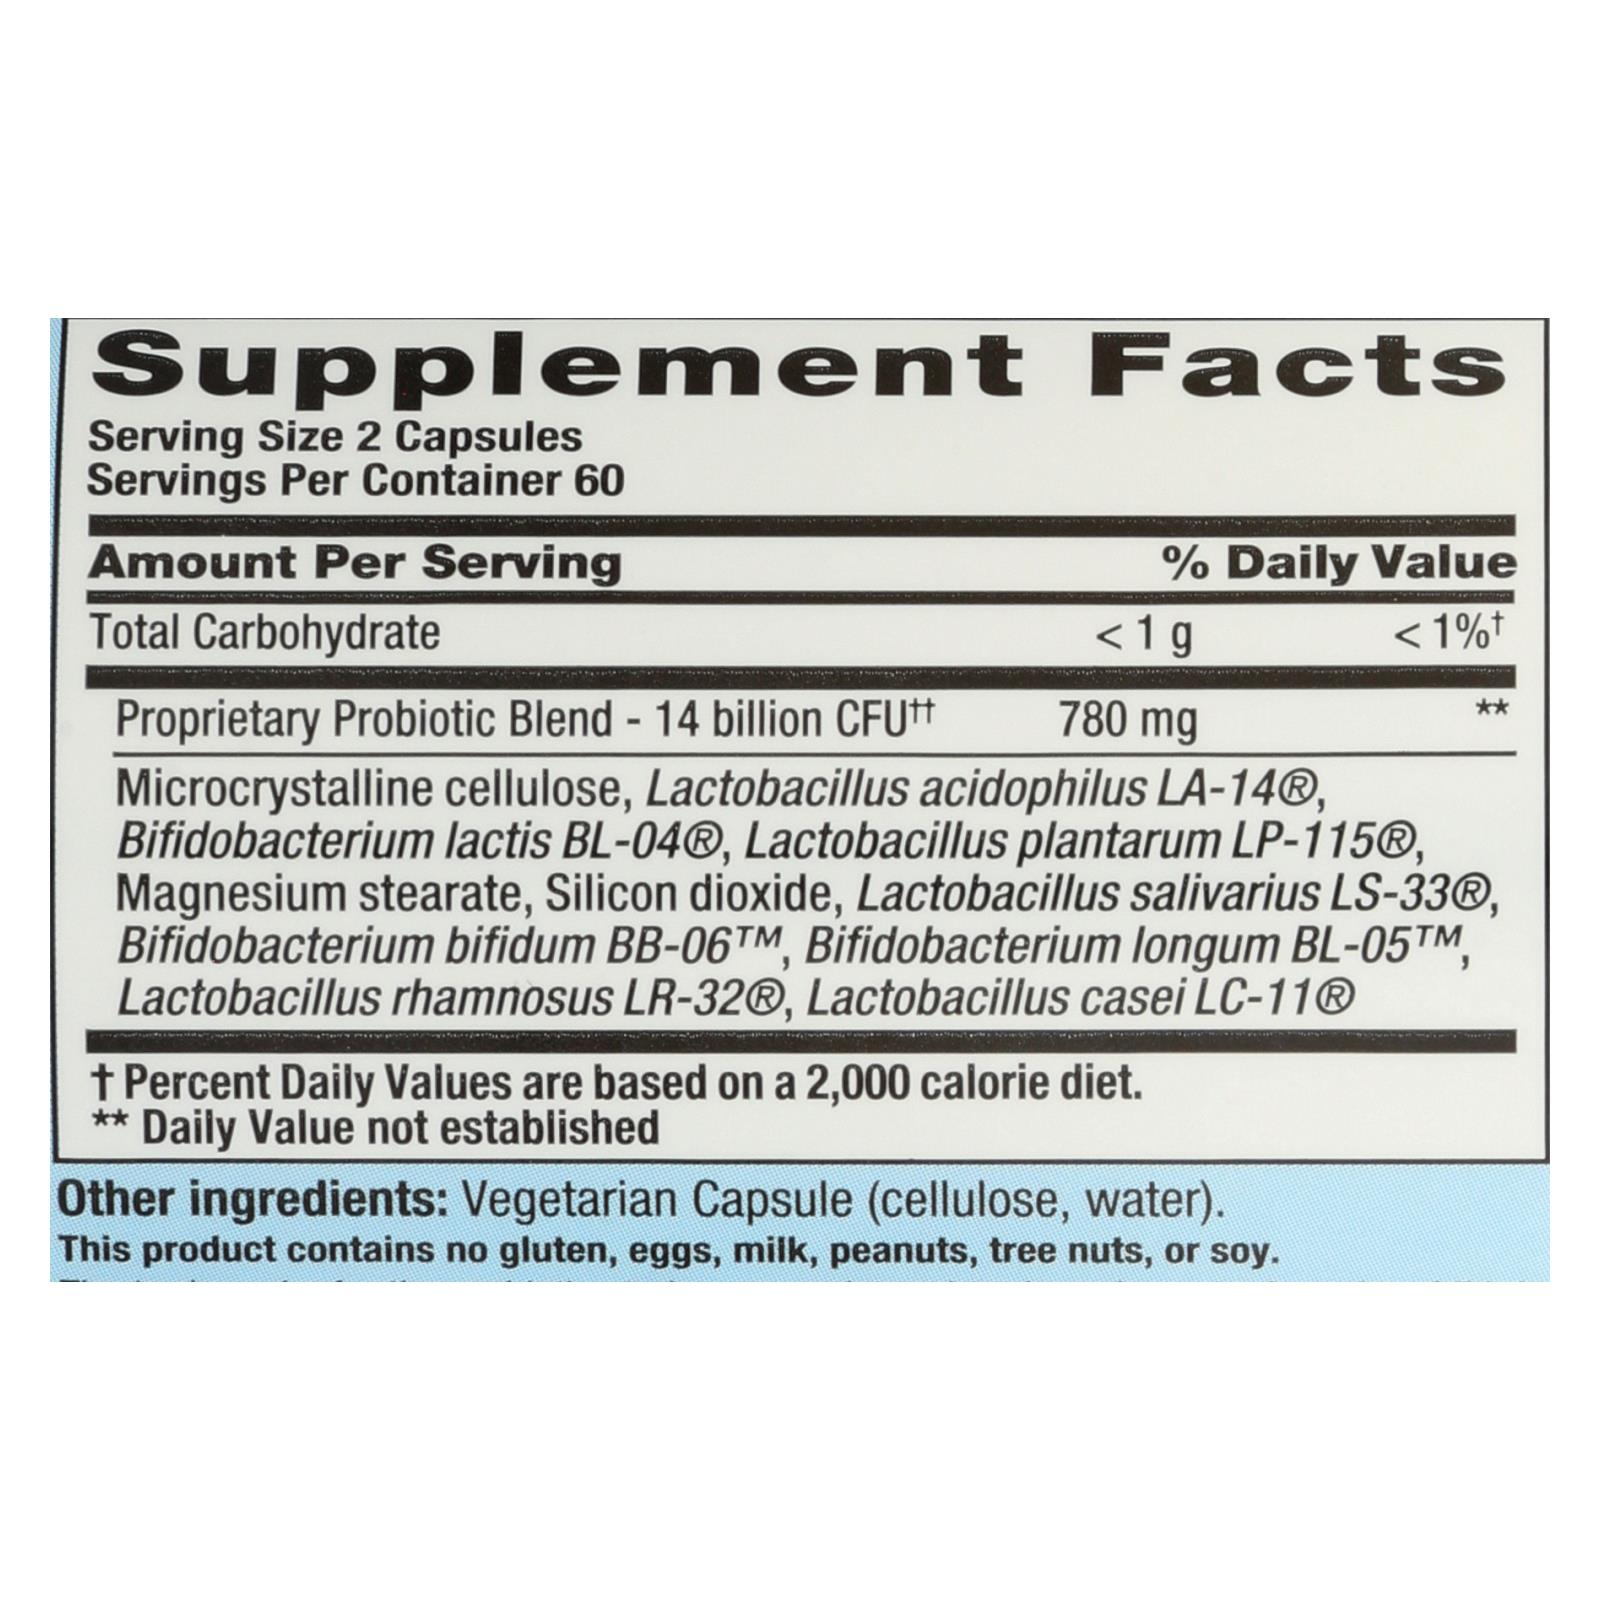 Supplement Facts
Serving Size 2 Capsules
Servings Per Container 60
Amount Per Serving % Daily Value
Total Carbohydrate < 1 g < 1%†
Proprietary Probiotic Blend - 14 billion CFU†† 780 mg **
Microcrystalline cellulose, Lactobacillus acidophilus LA-14®,
Bifidobacterium lactis BL-04®, Lactobacillus plantarum LP-115®,
Magnesium stearate, Silicon dioxide, Lactobacillus salivarius LS-33®,
Bifidobacterium bifidum BB-06™, Bifidobacterium longum BL-05™,
Lactobacillus rhamnosus LR-32®, Lactobacillus casei LC-11®
† Percent Daily Values are based on a 2,000 calorie diet.
** Daily Value not established
Other ingredients: Vegetarian Capsule (cellulose, water).
This product contains no gluten, eggs, milk, peanuts, tree nuts, or soy.